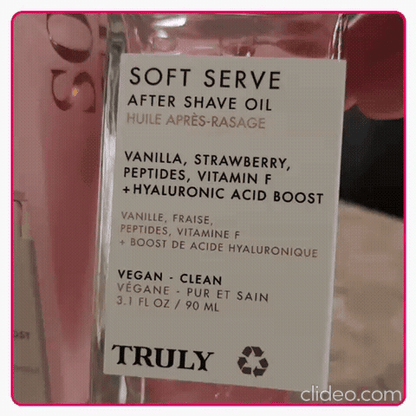 SO
SOFT SERVE
AFTER SHAVE OIL
HUILE APRÈS-RASAGE
VANILLA, STRAWBERRY,
PEPTIDES, VITAMIN F
+HYALURONIC ACID BOOST
VANILLE, FRAISE,
PEPTIDES, VITAMINE F
+ BOOST DE ACIDE HYALURONIQUE
VEGAN - CLEAN
VÉGANE - PUR ET SAIN
3.1 FL OZ / 90 ML
TRULY
clideo.com